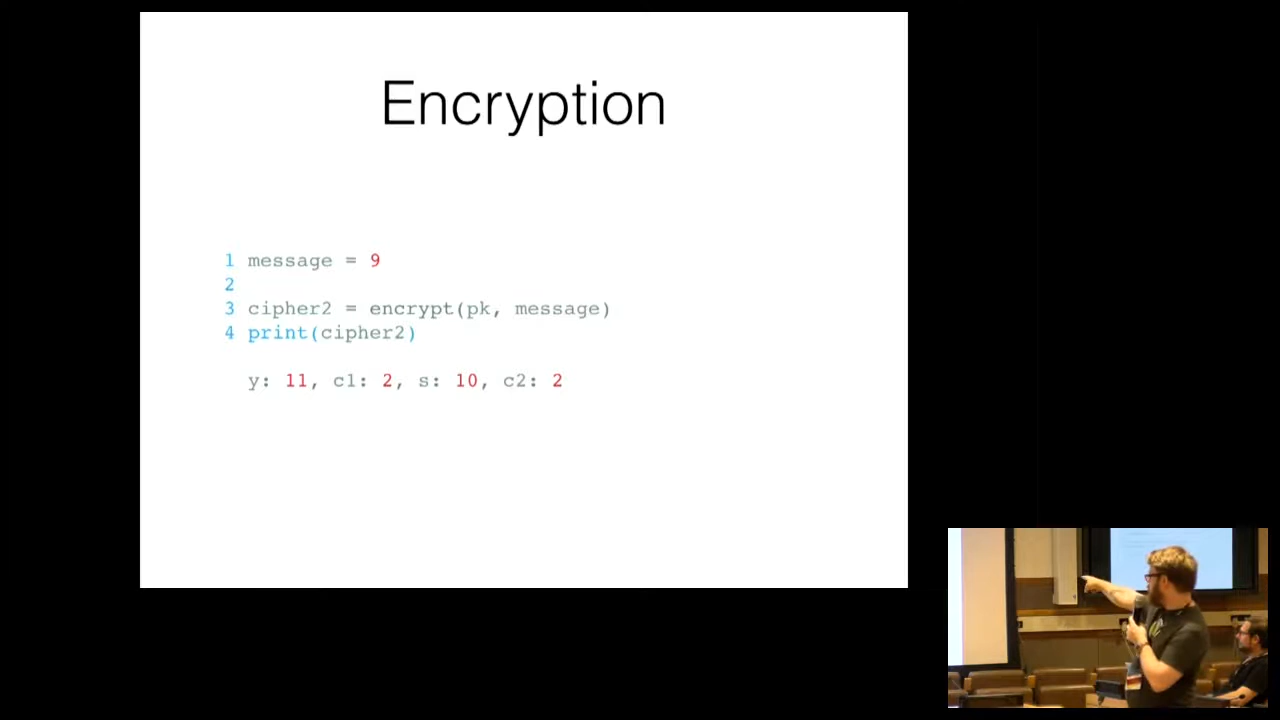 Encryption
1 message = 9
2
3 cipher2 = encrypt(pk, message)
4 print(cipher2)
y: 11, c1: 2, s: 10, c2: 2